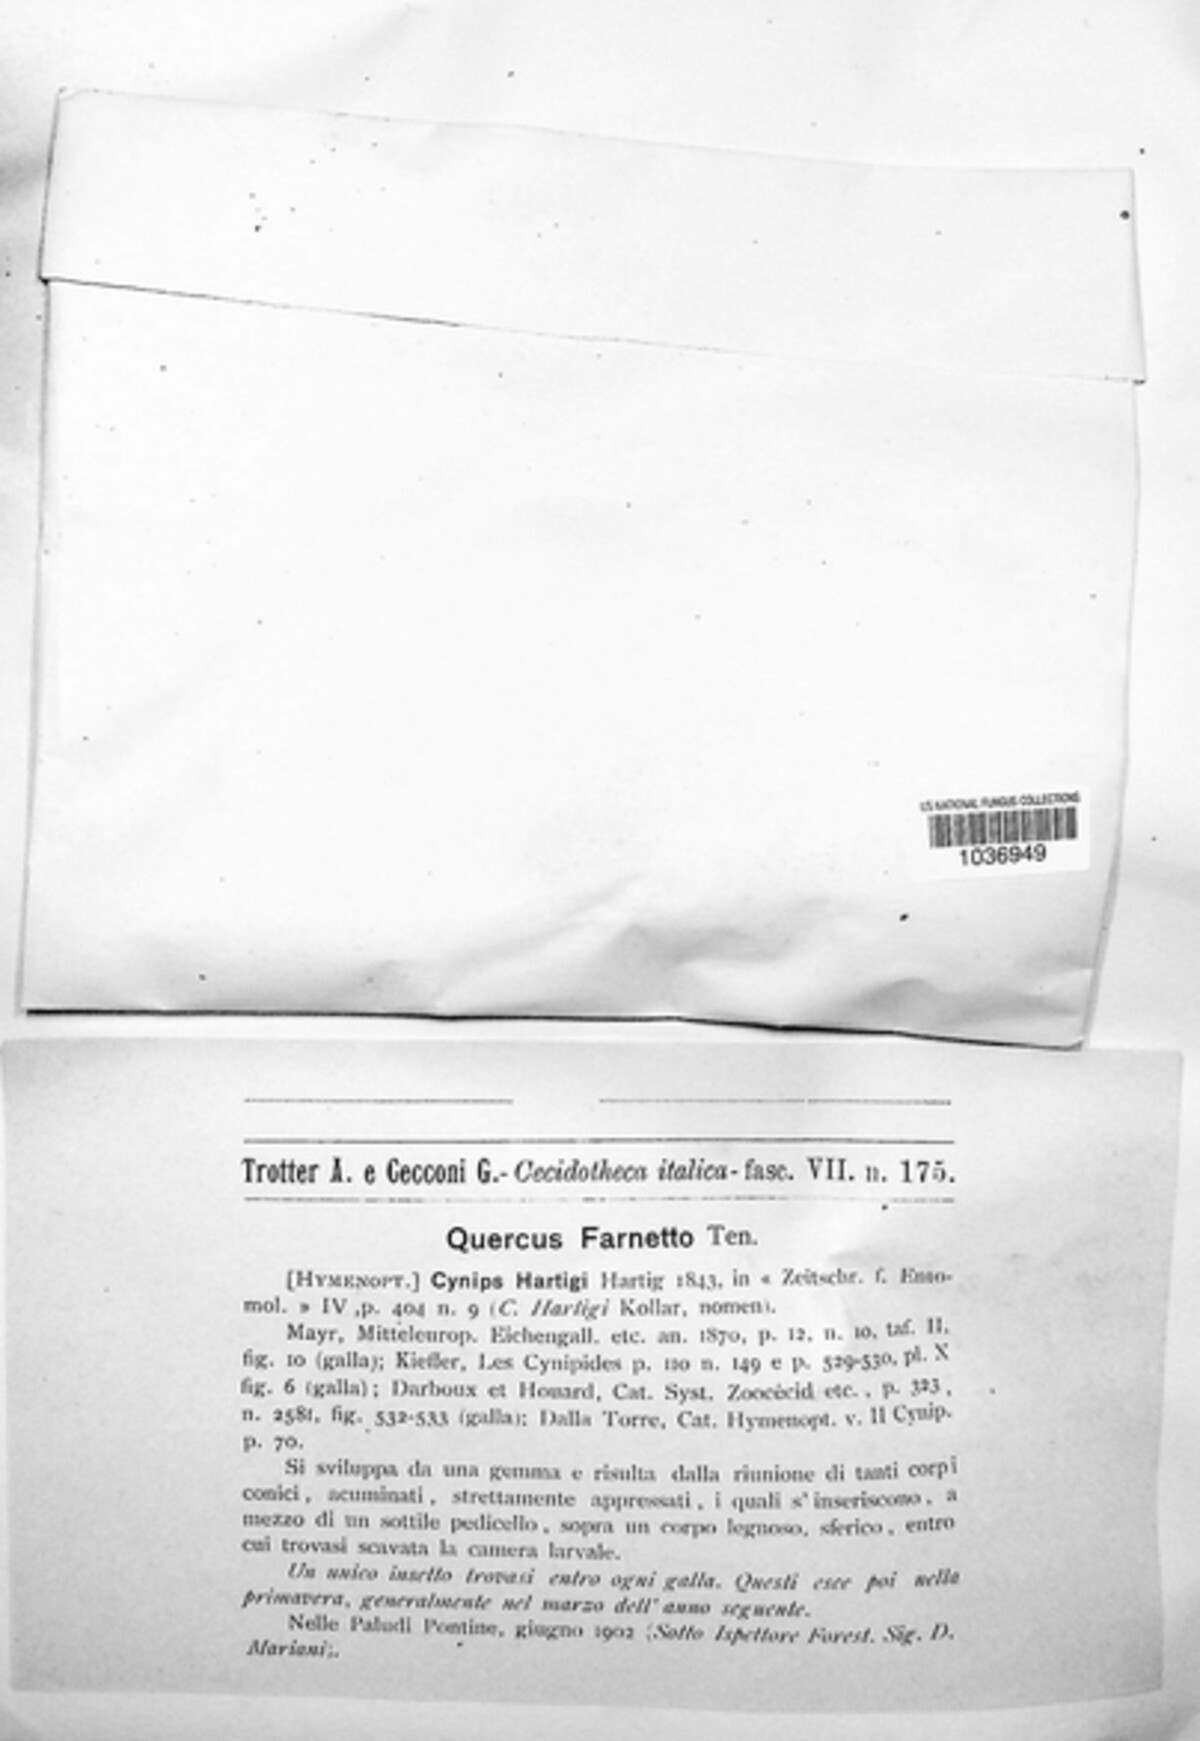 US NATIONAL FUNGUS COLLECTIONS
1036949
Trotter A. e Cecconi G.- Cecidotheca italica - fasc. VII. n. 175.
Quercus Farnetto Ten.
[HYMENOPT.] Cynips Hartigi Hartig 1843, in « Zeitschr. f. Ento-
mol. » IV ,p. 404 n. 9 (C. Hartigi Kollar, nomen).
Mayr, Mitteleurop. Eichengall. etc. an. 1870, p. 12, n. 10, taf. II,
fig. 10 (galla); Kieffer, Les Cynipides p. 110 n. 149 e p. 529-530, pl. X
fig. 6 (galla); Darboux et Houard, Cat. Syst. Zoocécid etc., p. 323,
n. 2581, fig. 532-533 (galla); Dalla Torre, Cat. Hymenopt. v. II Cynip.
p. 70.
Si sviluppa da una gemma e risulta dalla riunione di tanti corpi
conici, acuminati, strettamente appressati, i quali s'inseriscono, a
mezzo di un sottile pedicello, sopra un corpo legnoso, sferico, entro
cui trovasi scavata la camera larvale.
Un unico insetto trovasi entro ogni galla. Questi esce poi nella
primavera, generalmente nel marzo dell'anno seguente.
Nelle Paludi Pontine, giugno 1902 (Sotto Ispettore Forest. Sig. D.
Mariani).